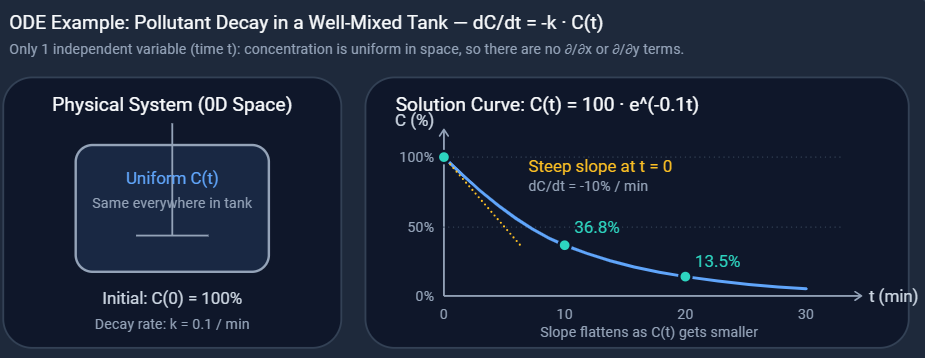 ODE Example: Pollutant Decay in a Well-Mixed Tank — dC/dt = -k · C(t)
Only 1 independent variable (time t): concentration is uniform in space, so there are no ∂/∂x or ∂/∂y terms.
Physical System (0D Space)
Uniform C(t)
Same everywhere in tank
Initial: C(0) = 100%
Decay rate: k = 0.1 / min
Solution Curve: C(t) = 100 · e^(-0.1t)
C (%)
100%
Steep slope at t = 0
dC/dt = -10% / min
50%
36.8%
13.5%
0%
t (min)
0 10 20 30
Slope flattens as C(t) gets smaller